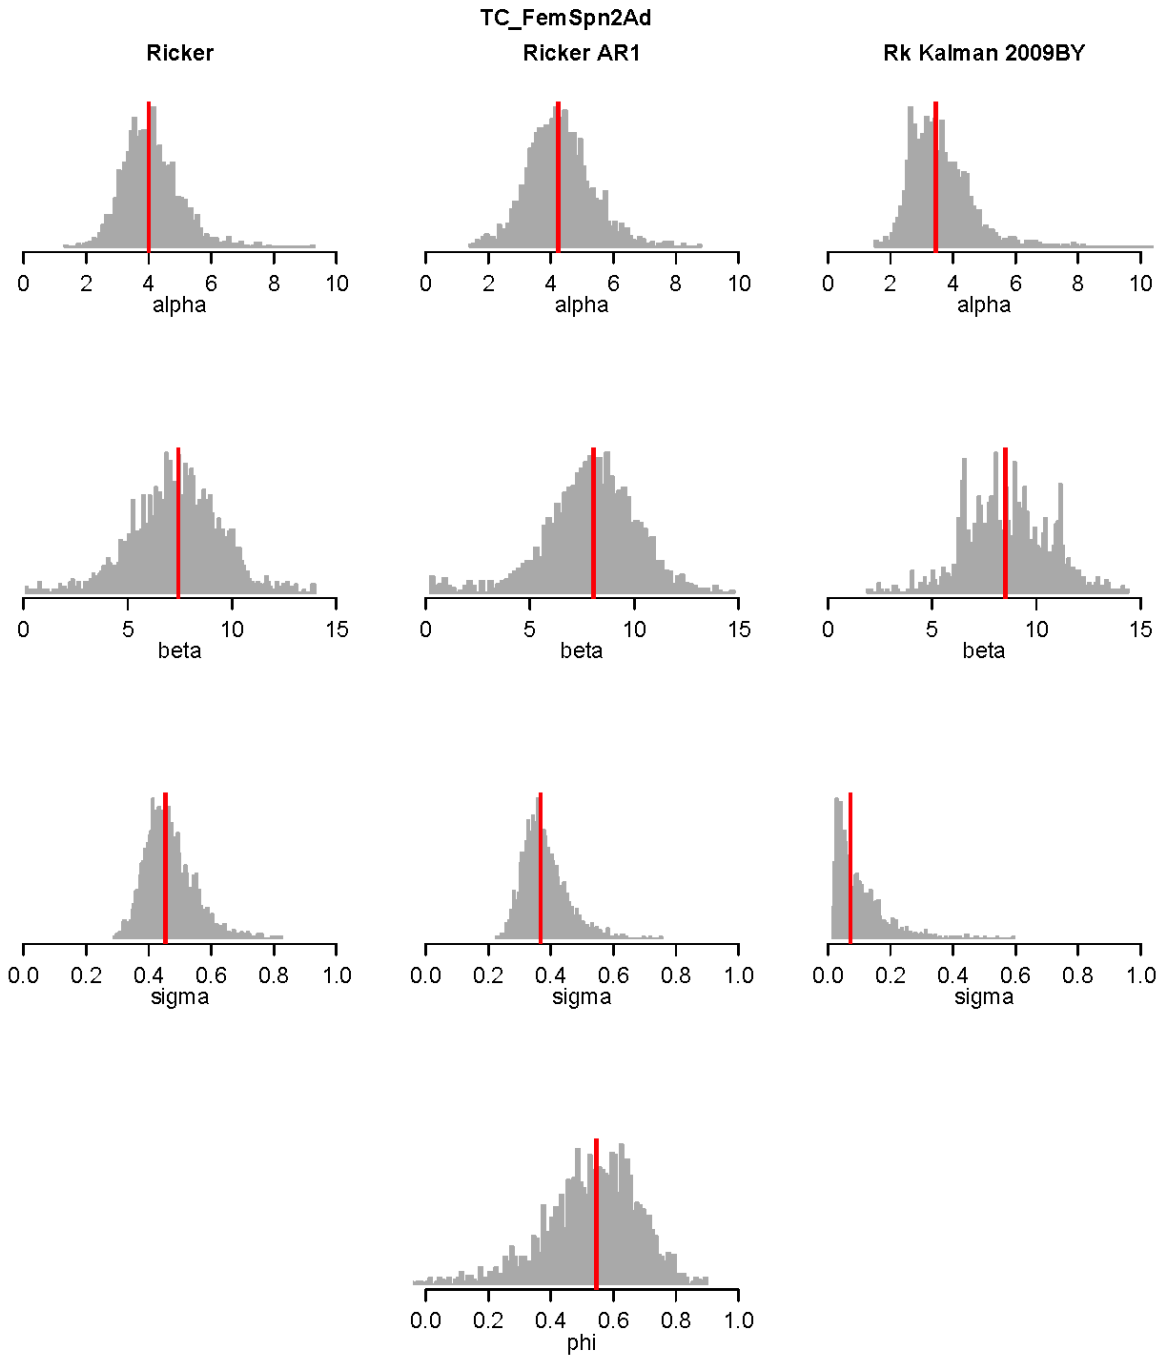 TC_FemSpn2Ad
Ricker Ricker AR1 Rk Kalman 2009BY
0 2 4 6 8 10 0 2 4 6 8 10 0 2 4 6 8 10
alpha alpha alpha
0 5 10 15 0 5 10 15 0 5 10 15
beta beta beta
0.0 0.2 0.4 0.6 0.8 1.0 0.0 0.2 0.4 0.6 0.8 1.0 0.0 0.2 0.4 0.6 0.8 1.0
sigma sigma sigma
0.0 0.2 0.4 0.6 0.8 1.0
phi